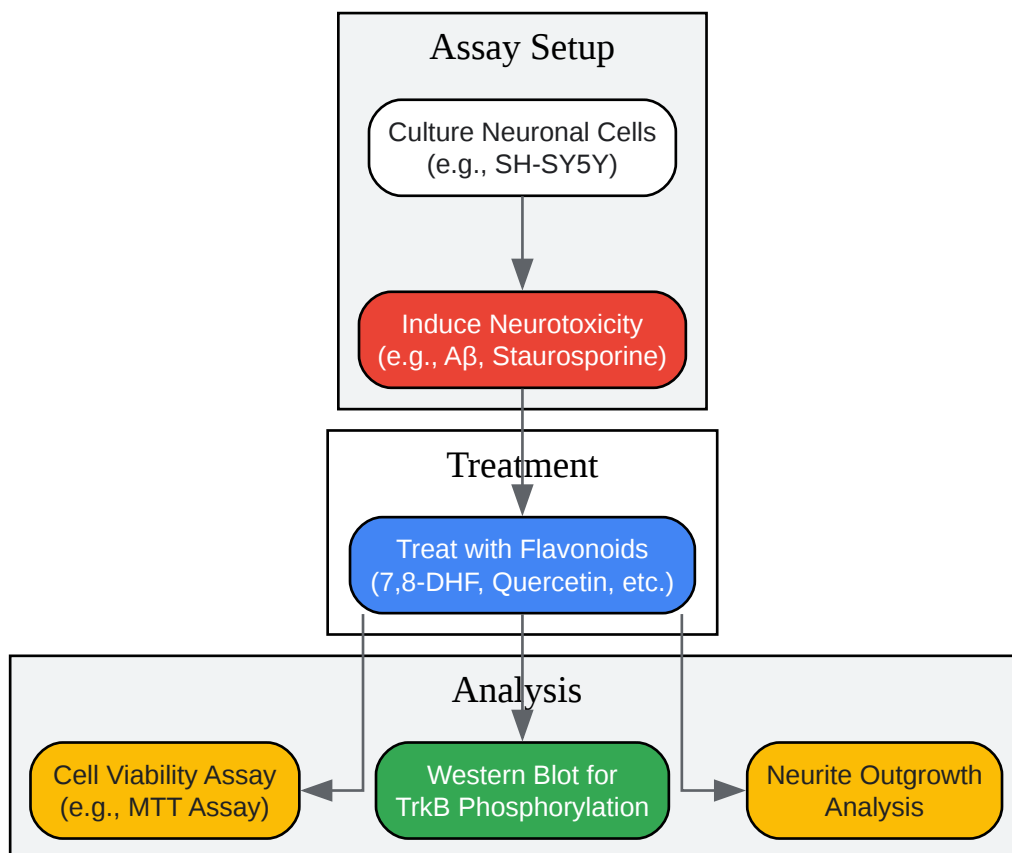 Assay Setup
Culture Neuronal Cells
(e.g., SH-SY5Y)
Induce Neurotoxicity
(e.g., Aβ, Staurosporine)
Treatment
Treat with Flavonoids
(7,8-DHF, Quercetin, etc.)
Analysis
Cell Viability Assay
(e.g., MTT Assay)
Western Blot for
TrkB Phosphorylation
Neurite Outgrowth
Analysis